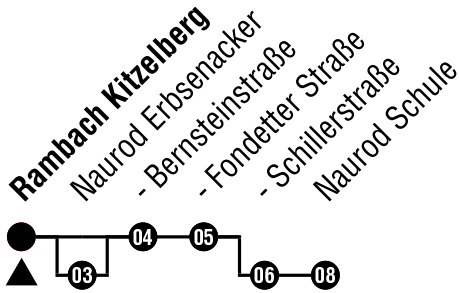 Rambach Kitzelberg
Naurod Erbsenacker
- Bernsteinstraße
- Fondetter Straße
- Schillerstraße
Naurod Schule
04 05
03 06 08